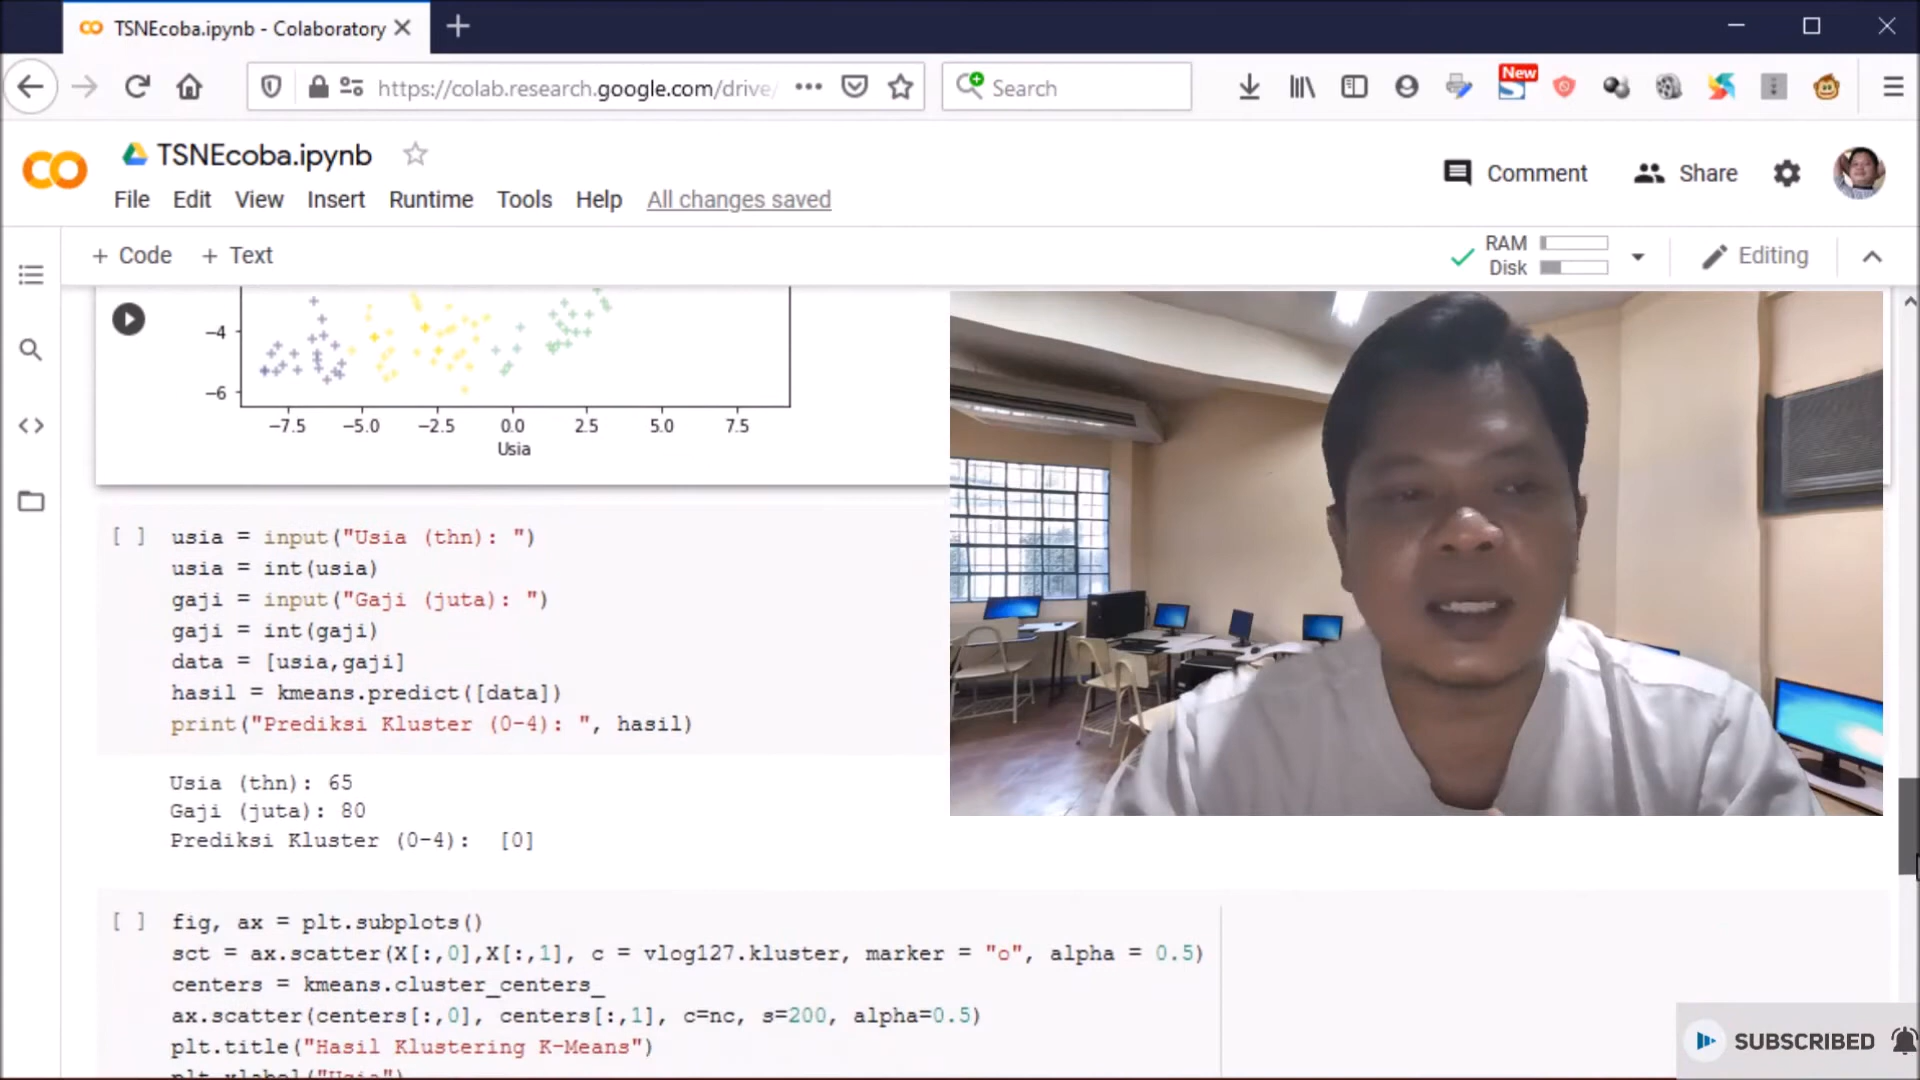 TSNEcoba.ipynb - Colaboratory
https://colab.research.google.com/drive/
Search
New
TSNEcoba.ipynb
Comment
Share
File Edit View Insert Runtime Tools Help All changes saved
+ Code + Text
RAM
Disk
Editing
−4
−6
−7.5 −5.0 −2.5 0.0 2.5 5.0 7.5
Usia
[ ] usia = input("Usia (thn): ")
usia = int(usia)
gaji = input("Gaji (juta): ")
gaji = int(gaji)
data = [usia,gaji]
hasil = kmeans.predict([data])
print("Prediksi Kluster (0-4): ", hasil)
Usia (thn): 65
Gaji (juta): 80
Prediksi Kluster (0-4):  [0]
[ ] fig, ax = plt.subplots()
sct = ax.scatter(X[:,0],X[:,1], c = vlog127.kluster, marker = "o", alpha = 0.5)
centers = kmeans.cluster_centers_
ax.scatter(centers[:,0], centers[:,1], c=nc, s=200, alpha=0.5)
plt.title("Hasil Klustering K-Means")
plt.xlabel("Usia")
SUBSCRIBED